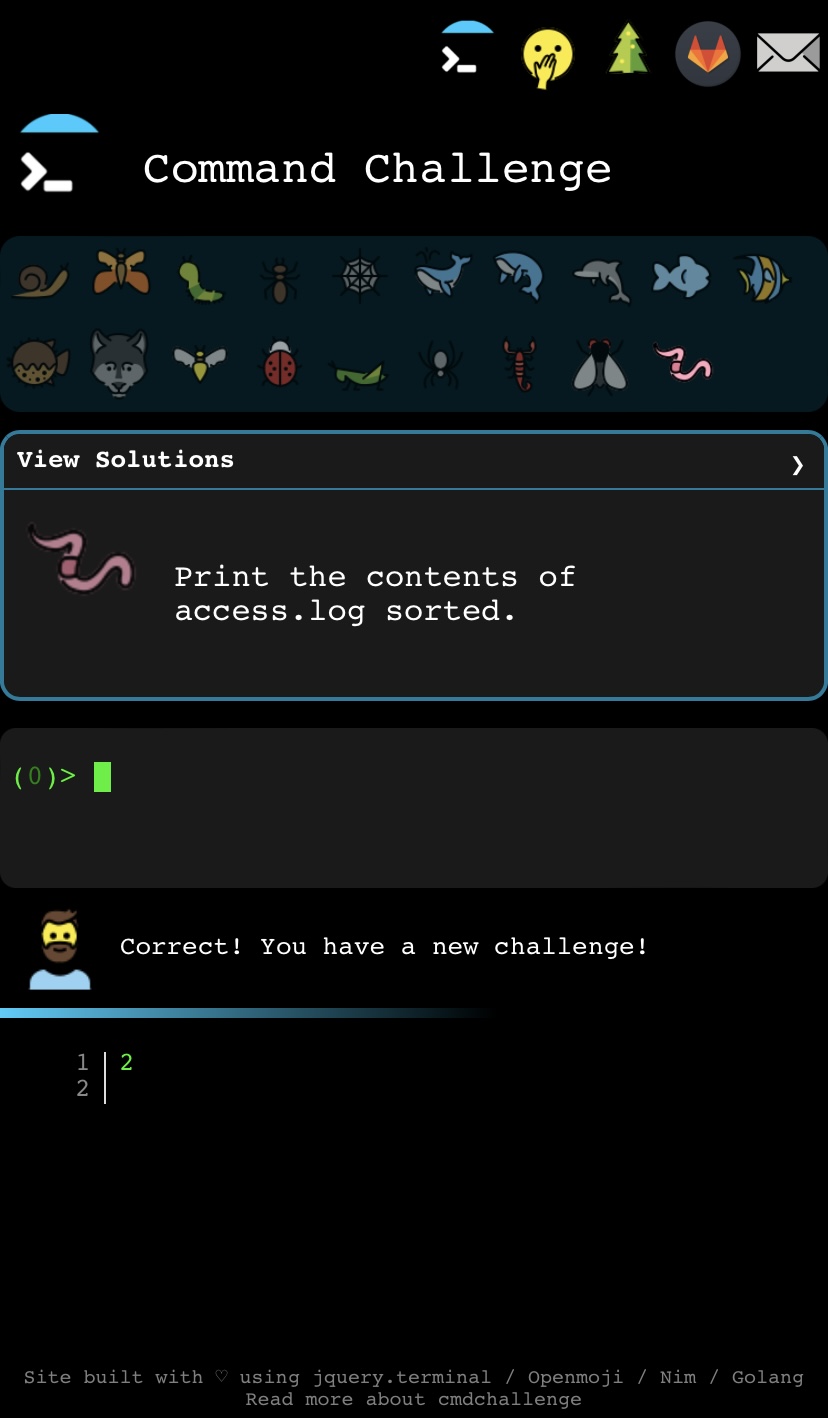 Command Challenge
View Solutions ❯
Print the contents of
access.log sorted.
(0)>
Correct! You have a new challenge!
1 2
2
Site built with ♡ using jquery.terminal / Openmoji / Nim / Golang
Read more about cmdchallenge